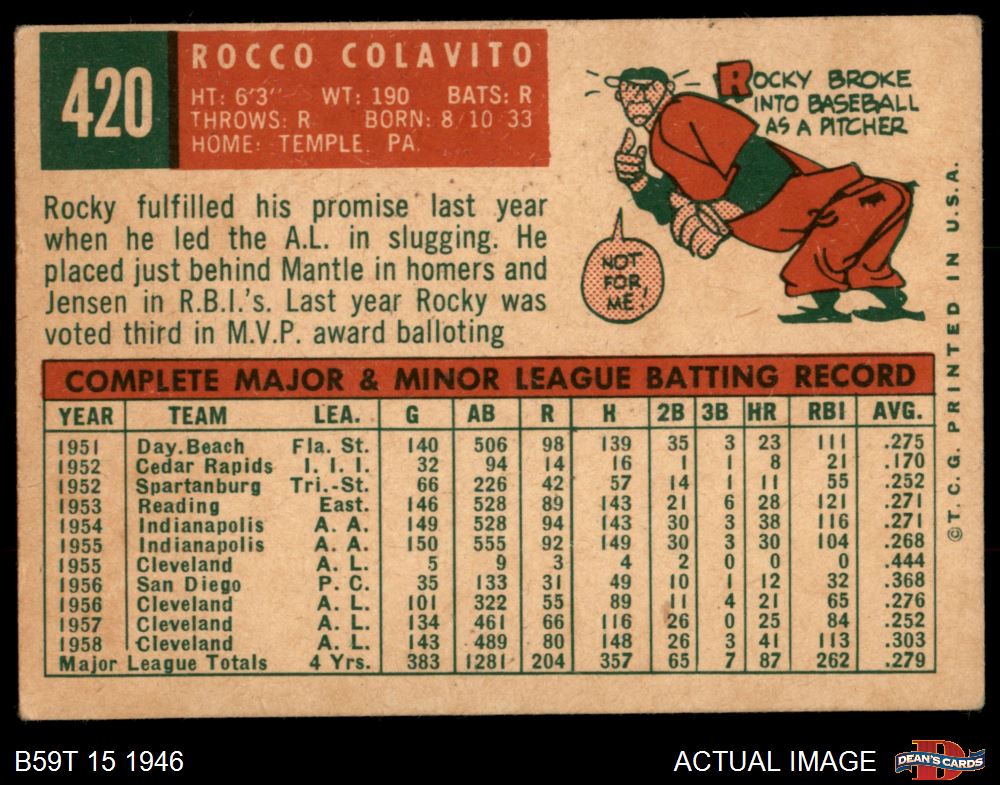 420
ROCCO COLAVITO
HT: 6'3" WT: 190 BATS: R
THROWS: R BORN: 8 10 33
HOME: TEMPLE, PA.
ROCKY BROKE
INTO BASEBALL
AS A PITCHER
NOT
FOR
ME!
Rocky fulfilled his promise last year
when he led the A.L. in slugging. He
placed just behind Mantle in homers and
Jensen in R.B.I.'s. Last year Rocky was
voted third in M.V.P. award balloting
COMPLETE MAJOR & MINOR LEAGUE BATTING RECORD
YEAR TEAM LEA. G AB R H 2B 3B HR RBI AVG.
1951 Day.Beach Fla. St. 140 506 98 139 35 3 23 111 .275
1952 Cedar Rapids I. I. I. 32 94 14 16 1 1 8 21 .170
1952 Spartanburg Tri.-St. 66 226 42 57 14 1 11 55 .252
1953 Reading East. 146 528 89 143 21 6 28 121 .271
1954 Indianapolis A. A. 149 528 94 143 30 3 38 116 .271
1955 Indianapolis A. A. 150 555 92 149 30 3 30 104 .268
1955 Cleveland A. L. 5 9 3 4 2 0 0 0 .444
1956 San Diego P. C. 35 133 31 49 10 1 12 32 .368
1956 Cleveland A. L. 101 322 55 89 11 4 21 65 .276
1957 Cleveland A. L. 134 461 66 116 26 0 25 84 .252
1958 Cleveland A. L. 143 489 80 148 26 3 41 113 .303
Major League Totals 4 Yrs. 383 1281 204 357 65 7 87 262 .279
©T. C. G. PRINTED IN U.S.A.
B59T 15 1946
ACTUAL IMAGE
DEAN'S CARDS